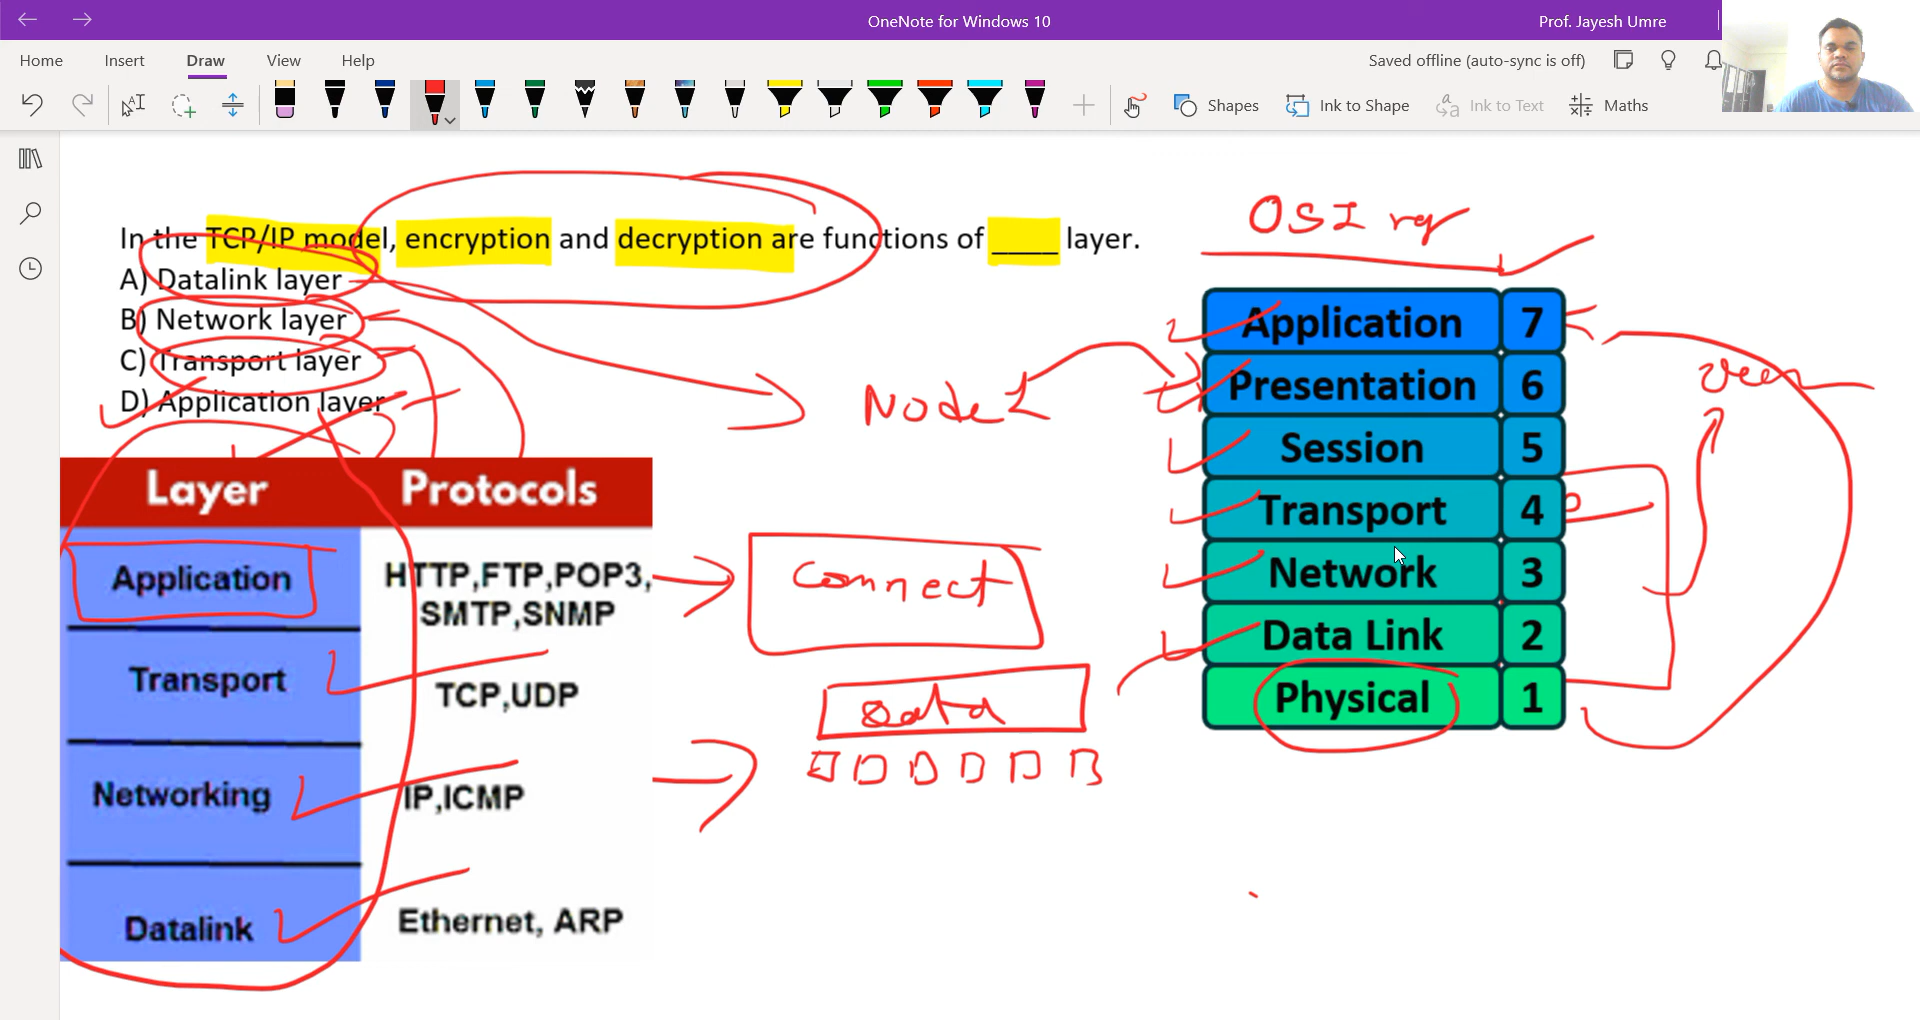 OneNote for Windows 10
Prof. Jayesh Umre
Home Insert Draw View Help
Saved offline (auto-sync is off)
Shapes Ink to Shape Ink to Text Maths
In the TCP/IP model, encryption and decryption are functions of ____ layer.
A) Datalink layer
B) Network layer
C) Transport layer
D) Application layer
Layer Protocols
Application HTTP,FTP,POP3,
SMTP,SNMP
Transport TCP,UDP
Networking IP,ICMP
Datalink Ethernet, ARP
Node
Connect
Data
OSI
Application 7
Presentation 6
Session 5
Transport 4
Network 3
Data Link 2
Physical 1